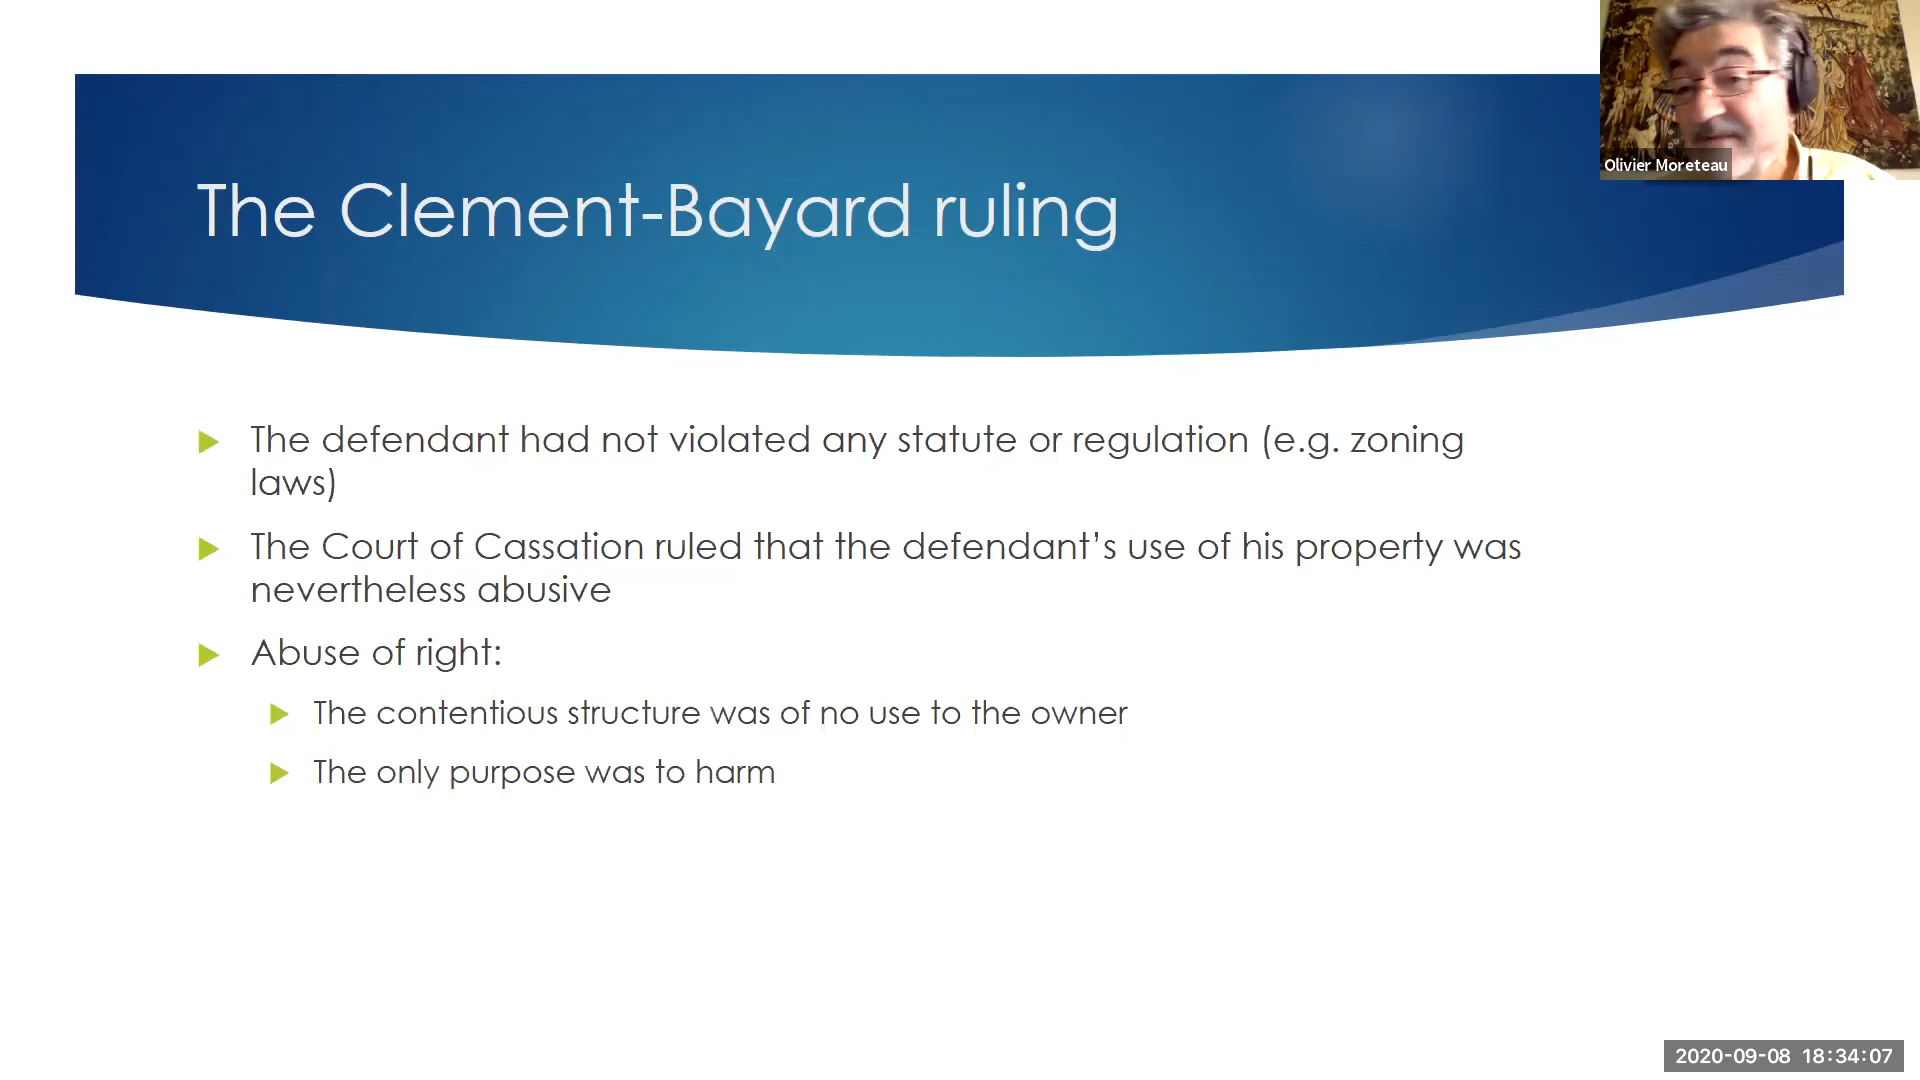 Olivier Moreteau
The Clement-Bayard ruling
The defendant had not violated any statute or regulation (e.g. zoning
laws)
The Court of Cassation ruled that the defendant’s use of his property was
nevertheless abusive
Abuse of right:
The contentious structure was of no use to the owner
The only purpose was to harm
2020-09-08 18:34:07